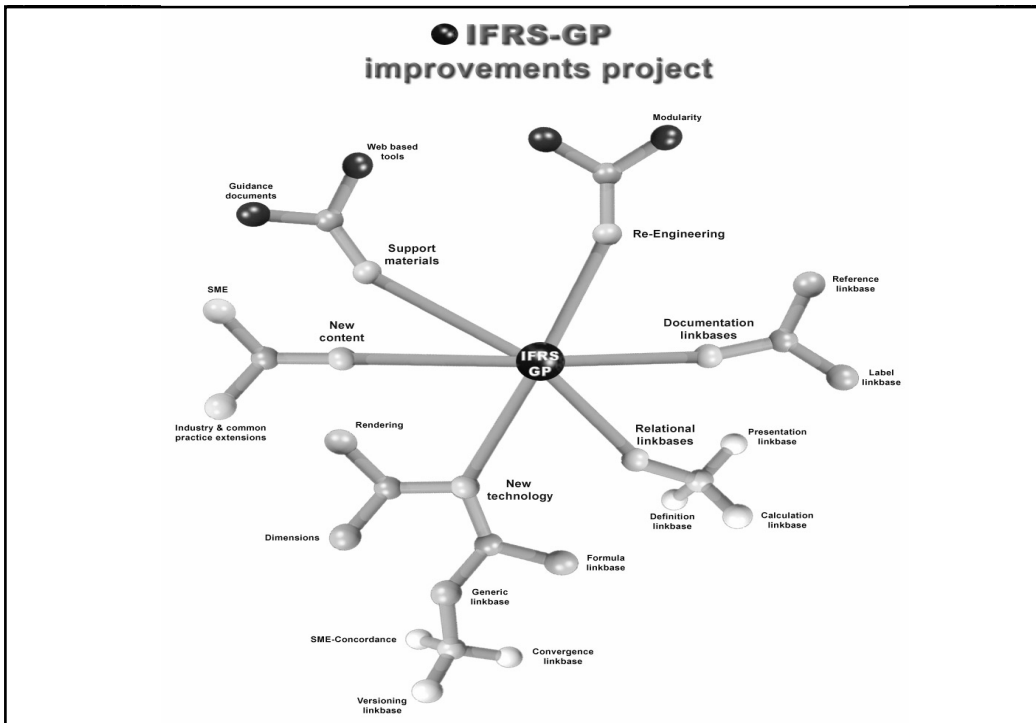 IFRS-GP
improvements project
Modularity
Web based
tools
Guidance
documents
Re-Engineering
Support
materials
Reference
linkbase
SME
New
content
Documentation
linkbases
IFRS
GP
Label
linkbase
Industry & common
practice extensions
Rendering
Relational
linkbases
Presentation
linkbase
New
technology
Definition
linkbase
Calculation
linkbase
Dimensions
Formula
linkbase
Generic
linkbase
SME-Concordance
Convergence
linkbase
Versioning
linkbase